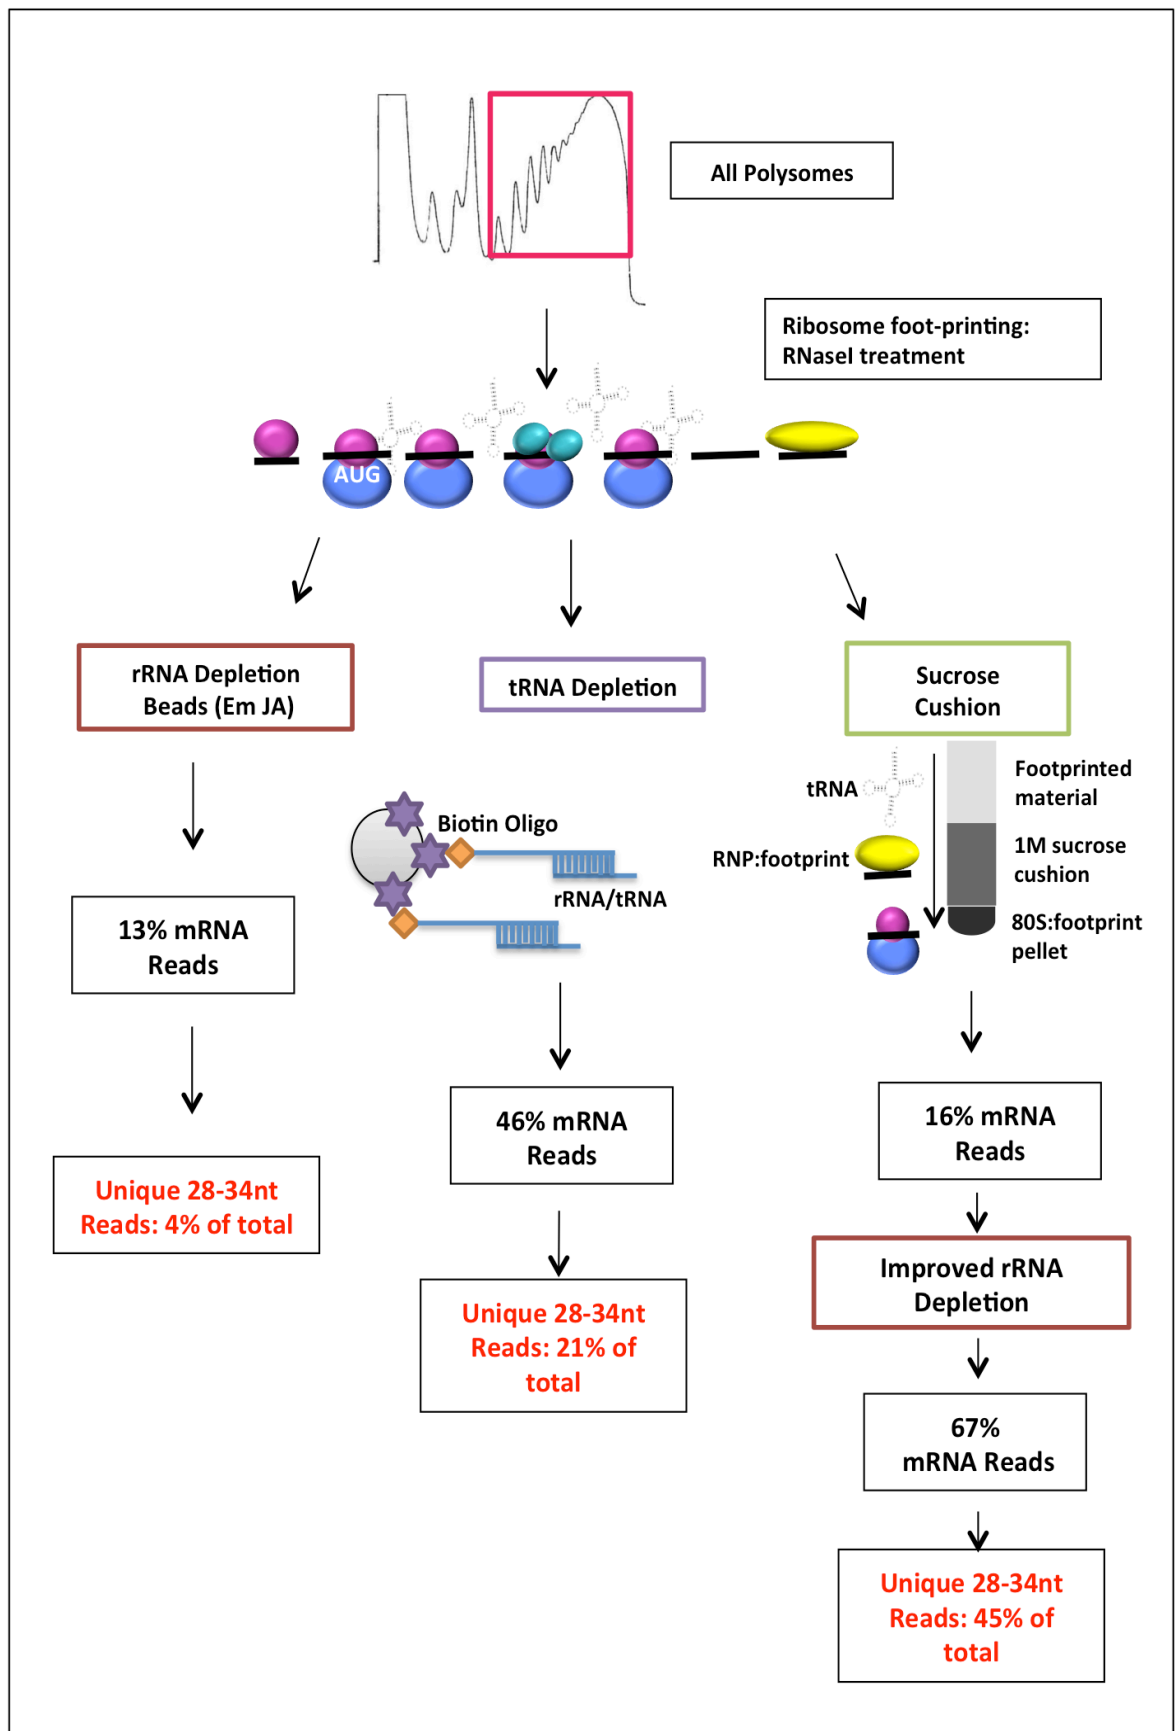 All Polysomes
Ribosome foot-printing:
RNaseI treatment
AUG
rRNA Depletion
Beads (Em JA)
13% mRNA
Reads
Unique 28-34nt
Reads: 4% of total
tRNA Depletion
Biotin Oligo
rRNA/tRNA
46% mRNA
Reads
Unique 28-34nt
Reads: 21% of
total
Sucrose
Cushion
tRNA
RNP:footprint
Footprinted
material
1M sucrose
cushion
80S:footprint
pellet
16% mRNA
Reads
Improved rRNA
Depletion
67%
mRNA Reads
Unique 28-34nt
Reads: 45% of
total